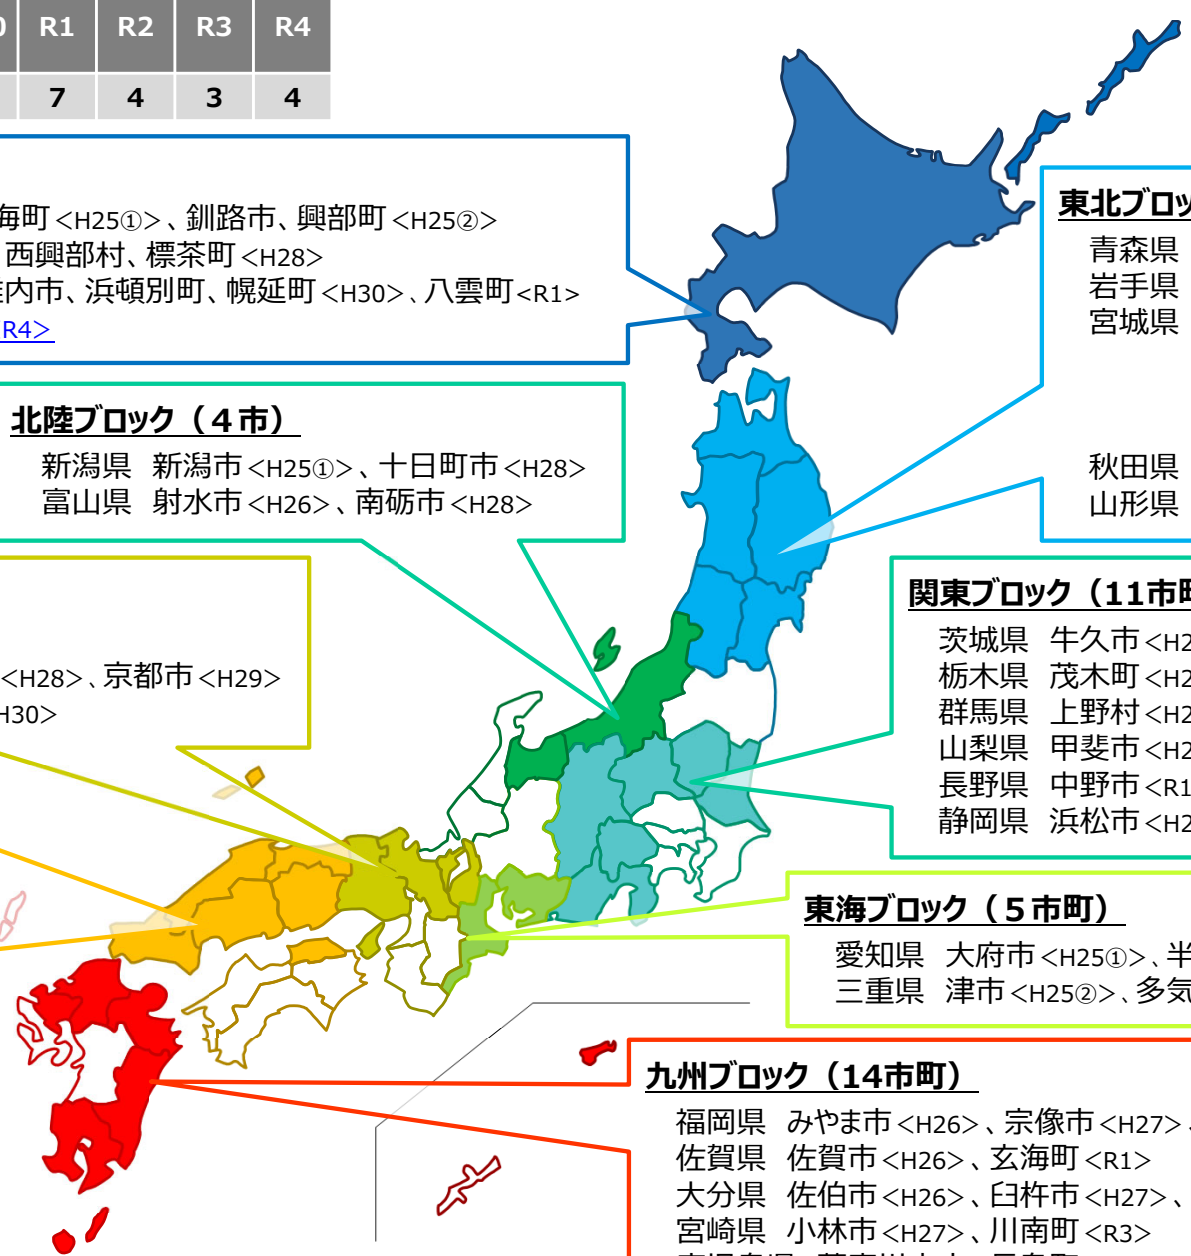 R1 R2 R3 R4
7 4 3 4
海町<H25①>、釧路市、興部町<H25②>
、西興部村、標茶町<H28>
内市、浜頓別町、幌延町<H30>、八雲町<R1>
R4>
東北ブロッ
青森県
岩手県
宮城県
秋田県
山形県
北陸ブロック（４市）
新潟県 新潟市<H25①>、十日町市<H28>
富山県 射水市<H26>、南砺市<H28>
<H28>、京都市<H29>
H30>
関東ブロック（11市町
茨城県 牛久市<H2
栃木県 茂木町<H2
群馬県 上野村<H2
山梨県 甲斐市<H2
長野県 中野市<R1
静岡県 浜松市<H2
東海ブロック（５市町）
愛知県 大府市<H25①>、半
三重県 津市<H25②>、多気
九州ブロック（14市町）
福岡県 みやま市<H26>、宗像市<H27>、
佐賀県 佐賀市<H26>、玄海町<R1>
大分県 佐伯市<H26>、臼杵市<H27>、
宮崎県 小林市<H27>、川南町<R3>